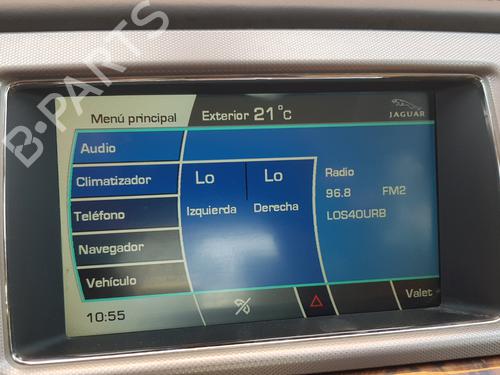 B-PARTS
Menú principal
Exterior 21°C
JAGUAR
Audio
Climatizador
Teléfono
Navegador
Vehículo
Lo Lo
Izquierda Derecha
Radio
96.8 FM2
LOS40URB
10:55
Valet